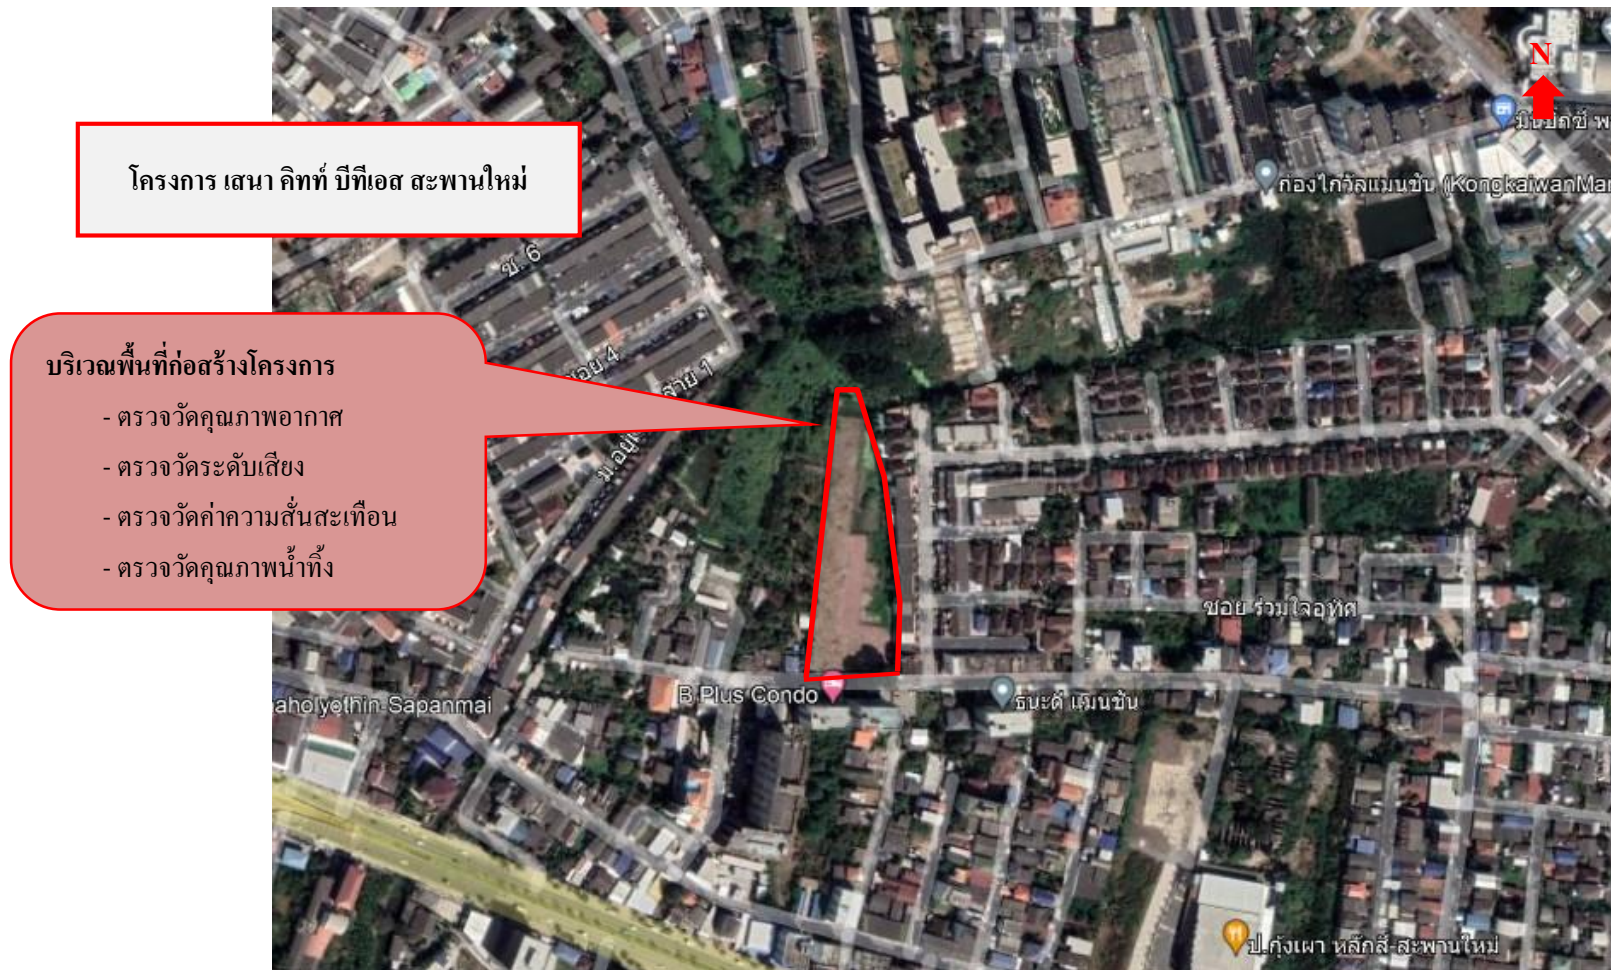 N
มินิบิ๊กซี พ
โครงการ เสนา คิทท์ บีทีเอส สะพานใหม่
ก่องไก่วัลแมนชั่น (KongkaiwanMar
ซ. 6
บริเวณพื้นที่ก่อสร้างโครงการ
- ตรวจวัดคุณภาพอากาศ
- ตรวจวัดระดับเสียง
- ตรวจวัดค่าความสั่นสะเทือน
- ตรวจวัดคุณภาพน้ำทิ้ง
ซอย 4
สาย 1
ซอย ร่วมใจอุทิศ
aholyothin-Sapanmai
B Plus Condo
ธนะดี แมนชั่น
ป.กุ้งเผา หลักสี่-สะพานใหม่